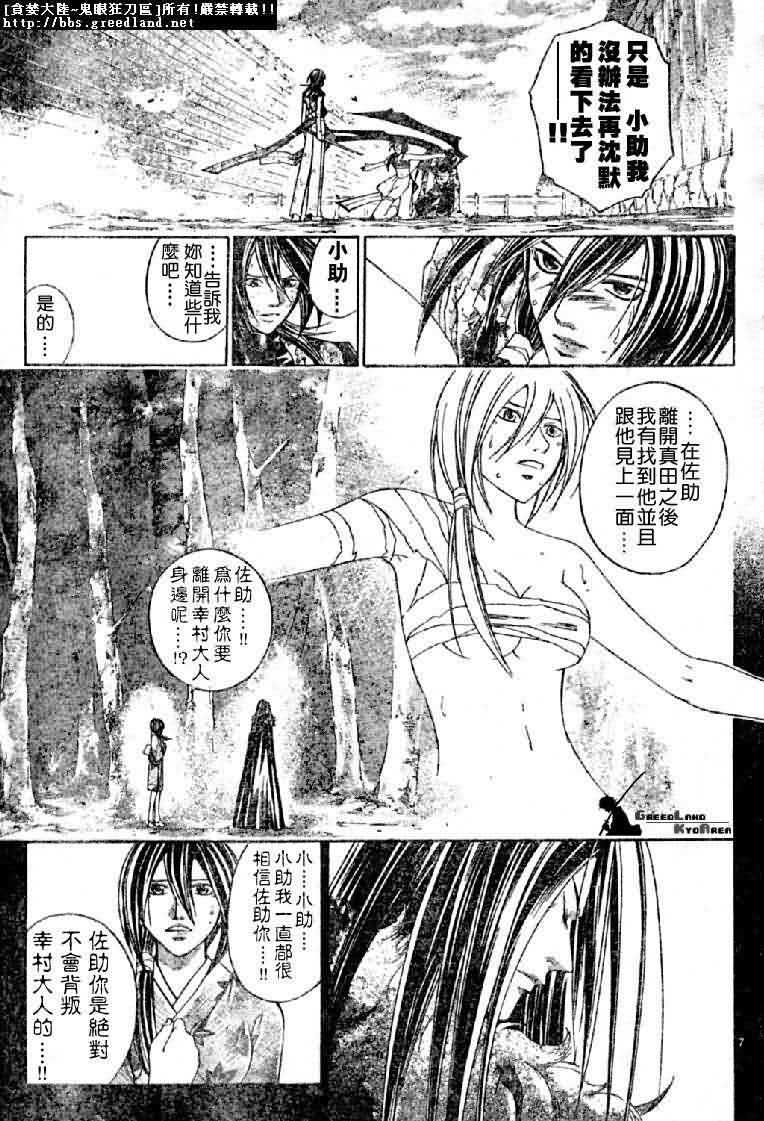 [貪婪大陸~鬼眼狂刀區]所有!嚴禁轉載!!
http://bbs.greedland.net/
只是 小助我
沒辦法再沈默
的看下去了
——!!
小助……
……告訴我
妳知道些什
麼吧……
是的……
……在佐助
離開真田之後
我有找到他並且
跟他見上一面……
佐助……!!
爲什麼你要
離開幸村大人
身邊呢……!?
GreedLand
KyoArea
小……小助……
小助我一直都很
相信佐助你……!!
佐助你是絕對
不會背叛
幸村大人的……!!
7